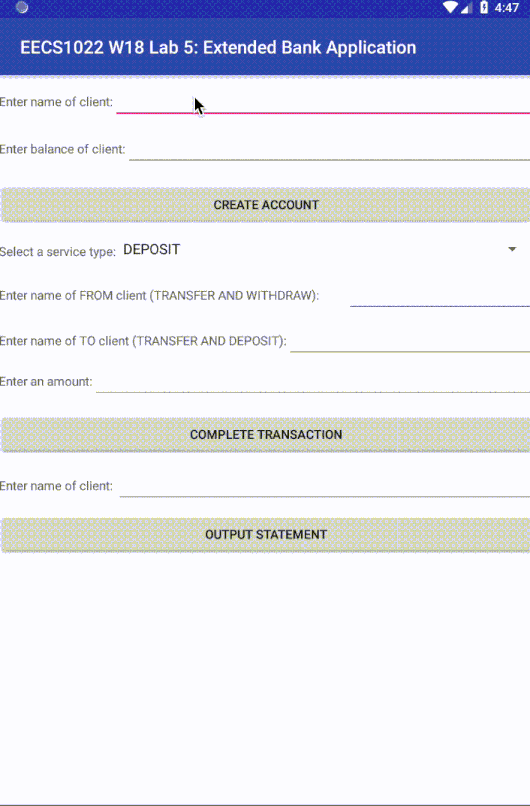 4:47
EECS1022 W18 Lab 5: Extended Bank Application
Enter name of client:
Enter balance of client:
CREATE ACCOUNT
Select a service type: DEPOSIT
Enter name of FROM client (TRANSFER AND WITHDRAW):
Enter name of TO client (TRANSFER AND DEPOSIT):
Enter an amount:
COMPLETE TRANSACTION
Enter name of client:
OUTPUT STATEMENT